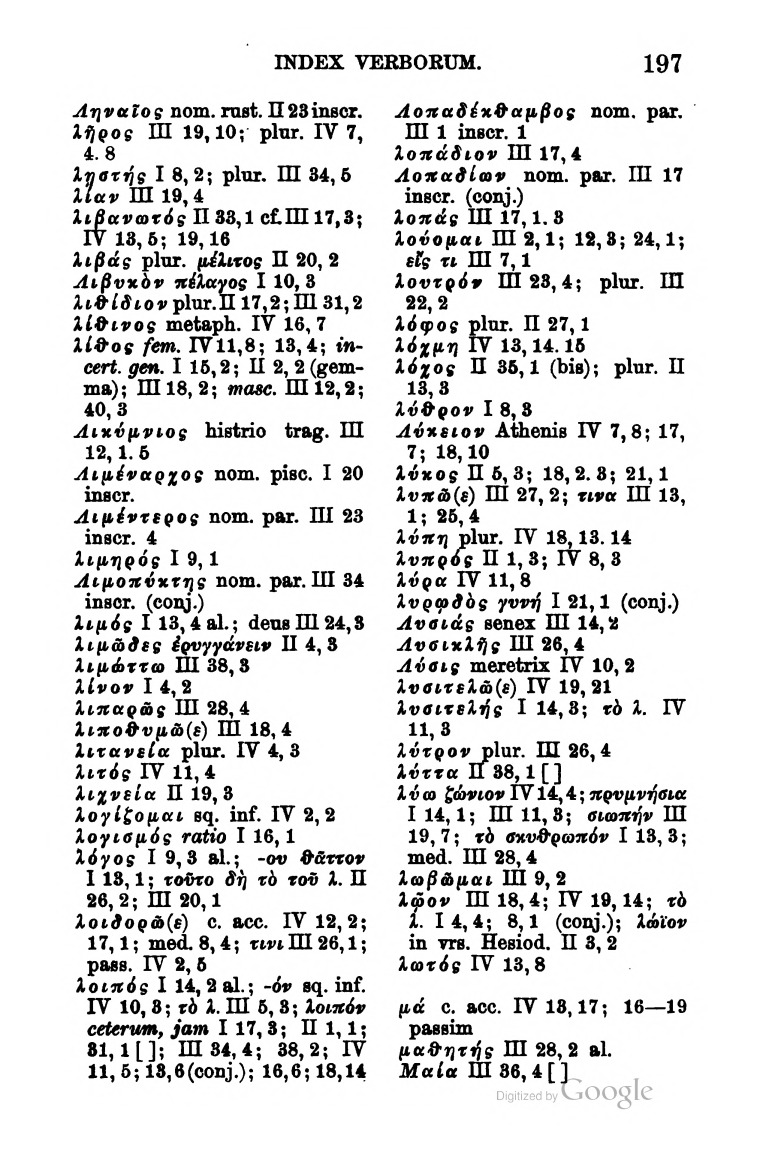 INDEX VERBORUM. 197
Ληναῖος nom. rust. II 23 inscr.
λῆρος III 19, 10; plur. IV 7,
4. 8
λῃστής I 8, 2; plur. III 34, 5
λίαν III 19, 4
λιβανωτός II 33, 1 cf. III 17, 3;
IV 13, 5; 19, 16
λιβάς plur. μέλιτος II 20, 2
Λιβυκὸν πέλαγος I 10, 3
λιθίδιον plur. II 17, 2; III 31, 2
λίθινος metaph. IV 16, 7
λίθος fem. IV 11, 8; 13, 4; in-
cert. gen. I 15, 2; II 2, 2 (gem-
ma); III 18, 2; masc. III 12, 2;
40, 3
Λικύμνιος histrio trag. III
12, 1. 5
Λιμέναρχος nom. pisc. I 20
inscr.
Λιμέντερος nom. par. III 23
inscr. 4
λιμηρός I 9, 1
Λιμοπύκτης nom. par. III 34
inscr. (conj.)
λιμός I 13, 4 al.; deus III 24, 3
λιμῶδες ἐρυγγάνειν II 4, 3
λιμώττω III 38, 3
λίνον I 4, 2
λιπαρῶς III 28, 4
λιποθυμῶ(ε) III 18, 4
λιτανεία plur. IV 4, 3
λιτός IV 11, 4
λιχνεία II 19, 3
λογίζομαι sq. inf. IV 2, 2
λογισμός ratio I 16, 1
λόγος I 9, 3 al.; -ου θᾶττον
I 13, 1; τοῦτο δὴ τὸ τοῦ λ. II
26, 2; III 20, 1
λοιδορῶ(ε) c. acc. IV 12, 2;
17, 1; med. 8, 4; τινι III 26, 1;
pass. IV 2, 5
λοιπός I 14, 2 al.; -όν sq. inf.
IV 10, 3; τὸ λ. III 5, 3; λοιπόν
ceterum, jam I 17, 3; II 1, 1;
31, 1 [ ]; III 34, 4; 38, 2; IV
11, 5; 13, 6 (conj.); 16, 6; 18, 14
Λοπαδέκθαμβος nom. par.
III 1 inscr. 1
λοπάδιον III 17, 4
Λοπαδίων nom. par. III 17
inscr. (conj.)
λοπάς III 17, 1. 3
λούομαι III 2, 1; 12, 3; 24, 1;
εἴς τι III 7, 1
λουτρόν III 23, 4; plur. III
22, 2
λόφος plur. II 27, 1
λόχμη IV 13, 14. 15
λόχος II 35, 1 (bis); plur. II
13, 3
λύθρον I 8, 3
Λύκειον Athenis IV 7, 8; 17,
7; 18, 10
λύκος II 5, 3; 18, 2. 3; 21, 1
λυπῶ(ε) III 27, 2; τινα III 13,
1; 25, 4
λύπη plur. IV 18, 13. 14
λυπρός II 1, 3; IV 8, 3
λύρα IV 11, 8
λυρῳδὸς γυνή I 21, 1 (conj.)
Λυσιάς senex III 14, 2
Λυσικλῆς III 26, 4
Λύσις meretrix IV 10, 2
λυσιτελῶ(ε) IV 19, 21
λυσιτελής I 14, 3; τὸ λ. IV
11, 3
λύτρον plur. III 26, 4
λύττα II 38, 1 [ ]
λύω ζώνιον IV 14, 4; πρυμνήσια
I 14, 1; III 11, 3; σιωπήν III
19, 7; τὸ σκυθρωπόν I 13, 3;
med. III 28, 4
λωβῶμαι III 9, 2
λῷον III 18, 4; IV 19, 14; τὸ
λ. I 4, 4; 8, 1 (conj.); λώϊον
in vrs. Hesiod. II 3, 2
λωτός IV 13, 8
μά c. acc. IV 13, 17; 16—19
passim
μαθητής III 28, 2 al.
Μαία III 36, 4 [ ]
Digitized by Google